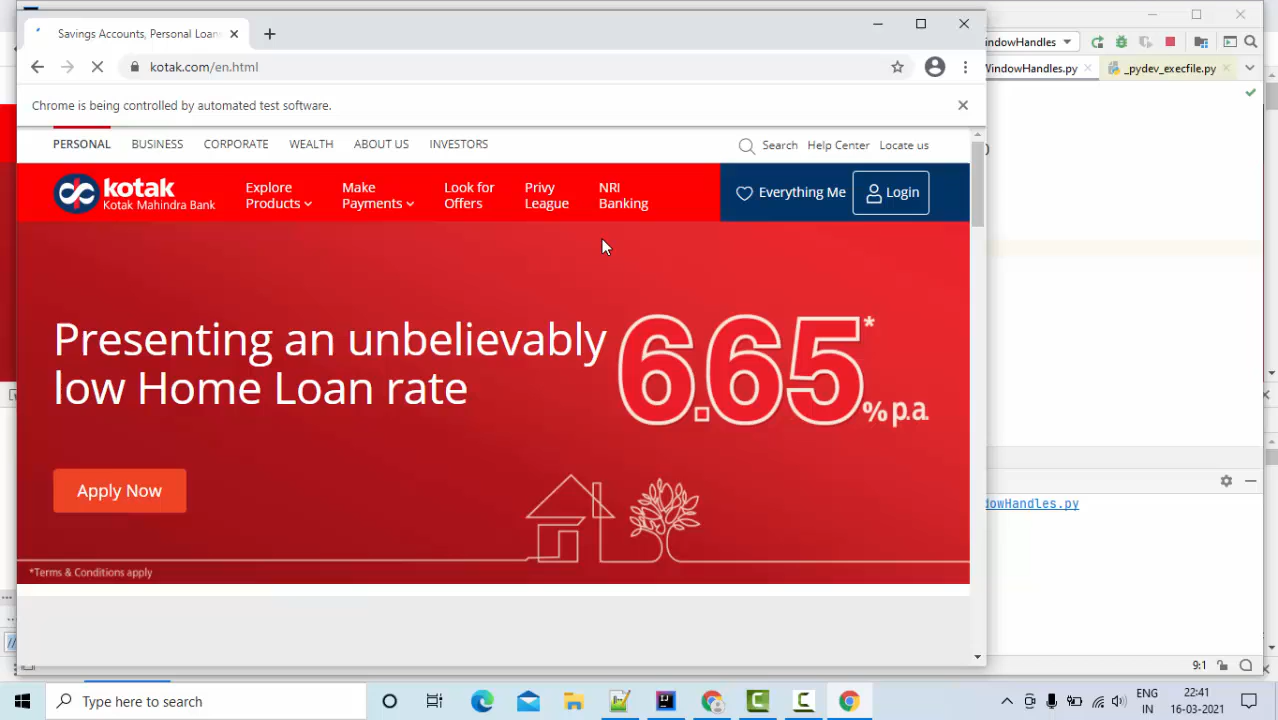 Savings Accounts, Personal Loan
kotak.com/en.html
indowHandles
WindowHandles.py
_pydev_execfile.py
Chrome is being controlled by automated test software.
PERSONAL BUSINESS CORPORATE WEALTH ABOUT US INVESTORS
Search Help Center Locate us
kotak
Kotak Mahindra Bank
Explore Products
Make Payments
Look for Offers
Privy League
NRI Banking
Everything Me
Login
Presenting an unbelievably
low Home Loan rate
6.65*
% p.a.
Apply Now
*Terms & Conditions apply
dowHandles.py
9:1
Type here to search
ENG
IN
22:41
16-03-2021